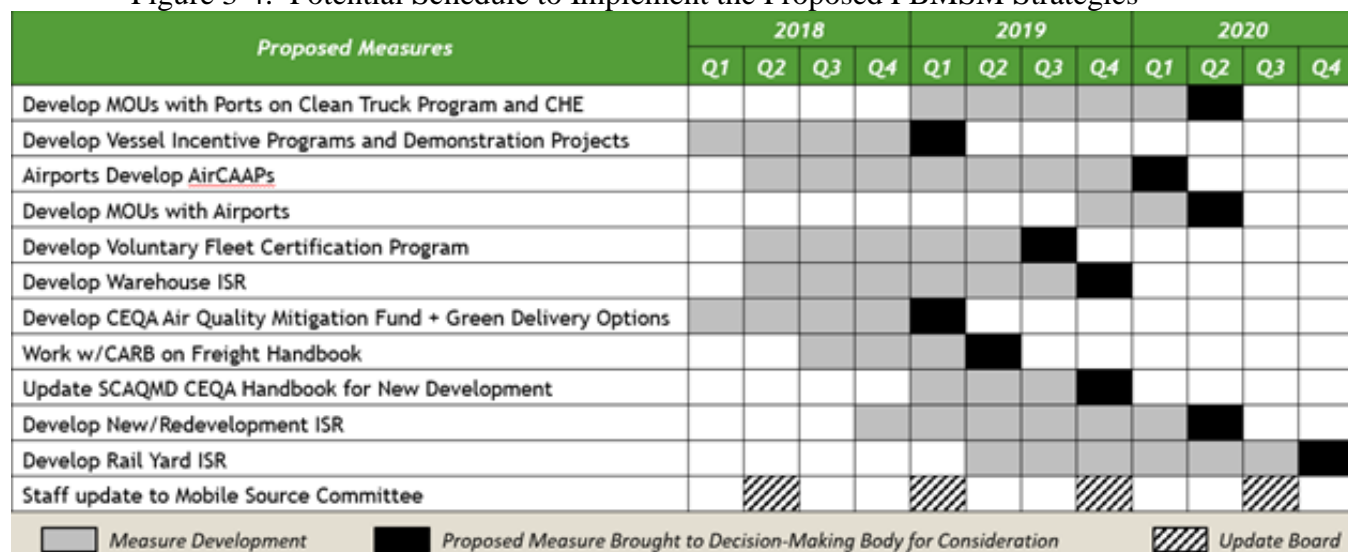 Figure 3-4: Potential Schedule to Implement the Proposed FBMSM Strategies
Proposed Measures 2018 2019 2020
Q1 Q2 Q3 Q4 Q1 Q2 Q3 Q4 Q1 Q2 Q3 Q4
Develop MOUs with Ports on Clean Truck Program and CHE
Develop Vessel Incentive Programs and Demonstration Projects
Airports Develop AirCAAPs
Develop MOUs with Airports
Develop Voluntary Fleet Certification Program
Develop Warehouse ISR
Develop CEQA Air Quality Mitigation Fund + Green Delivery Options
Work w/CARB on Freight Handbook
Update SCAQMD CEQA Handbook for New Development
Develop New/Redevelopment ISR
Develop Rail Yard ISR
Staff update to Mobile Source Committee
Measure Development Proposed Measure Brought to Decision-Making Body for Consideration Update Board